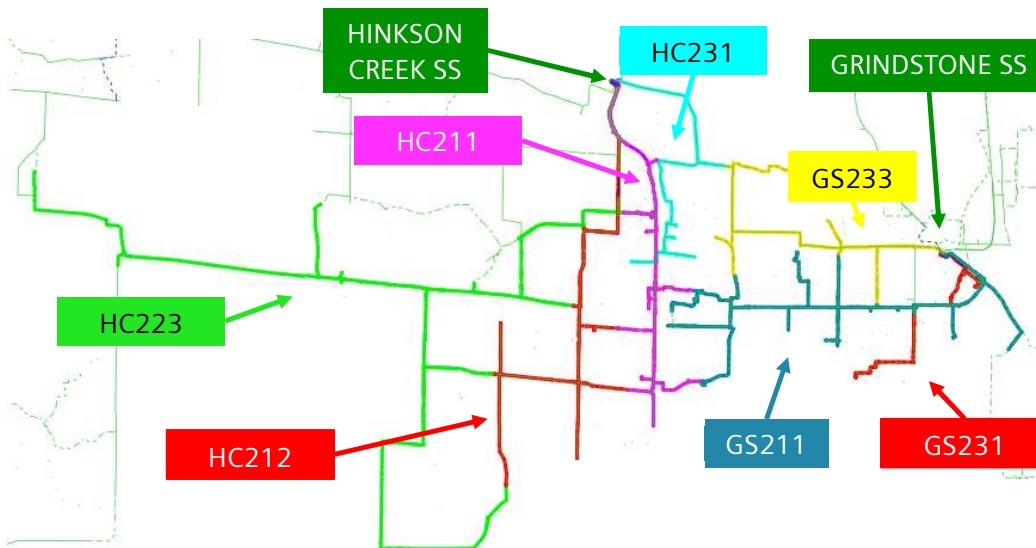 HINKSON
CREEK SS
HC231
GRINDSTONE SS
HC211
GS233
HC223
HC212
GS211
GS231